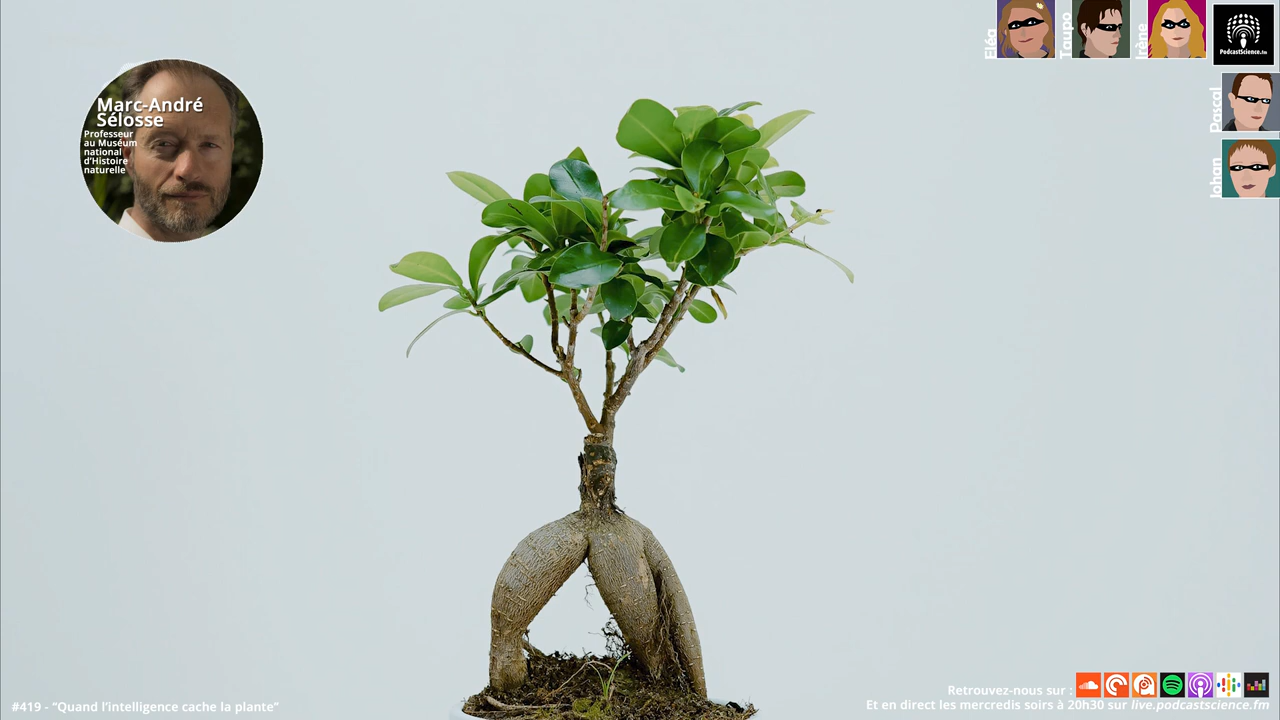 Marc-André
Sélosse
Professeur
au Muséum
national
d'Histoire
naturelle
Eléa
Taupo
Irène
PodcastScience.fm
Pascal
Johan
#419 - “Quand l’intelligence cache la plante”
Retrouvez-nous sur :
Et en direct les mercredis soirs à 20h30 sur live.podcastscience.fm